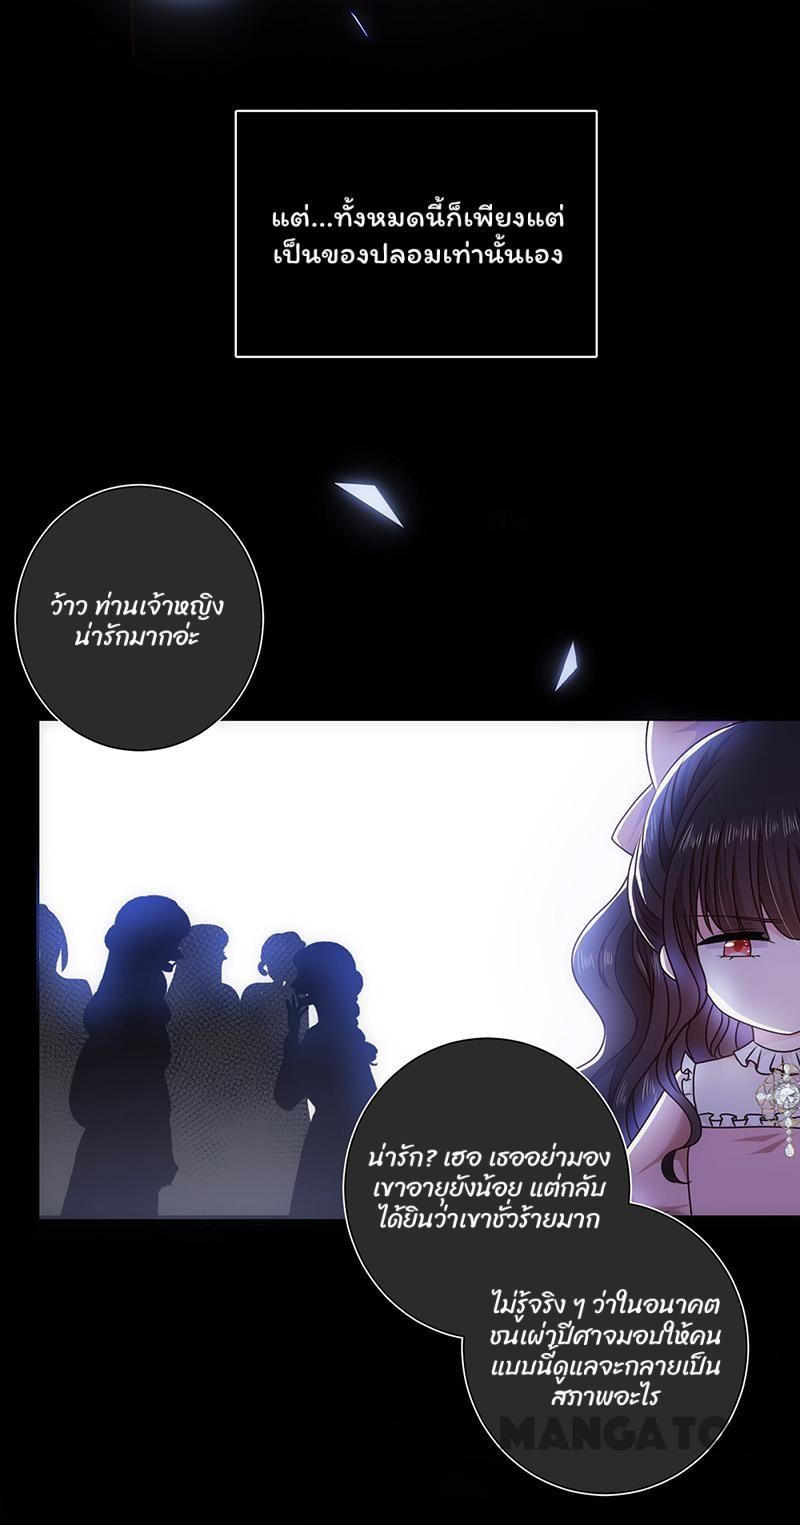 แต่...ทั้งหมดนี้ก็เพียงแต่
เป็นของปลอมเท่านั้นเอง
ว้าว ท่านเจ้าหญิง
น่ารักมากอ่ะ
น่ารัก? เฮอ เธออย่ามอง
เขาอายุยังน้อย แต่กลับ
ได้ยินว่าเขาชั่วร้ายมาก
ไม่รู้จริง ๆ ว่าในอนาคต
ชนเผ่าปีศาจมอบให้คน
แบบนี้ดูแลจะกลายเป็น
สภาพอะไร
MANGATOON